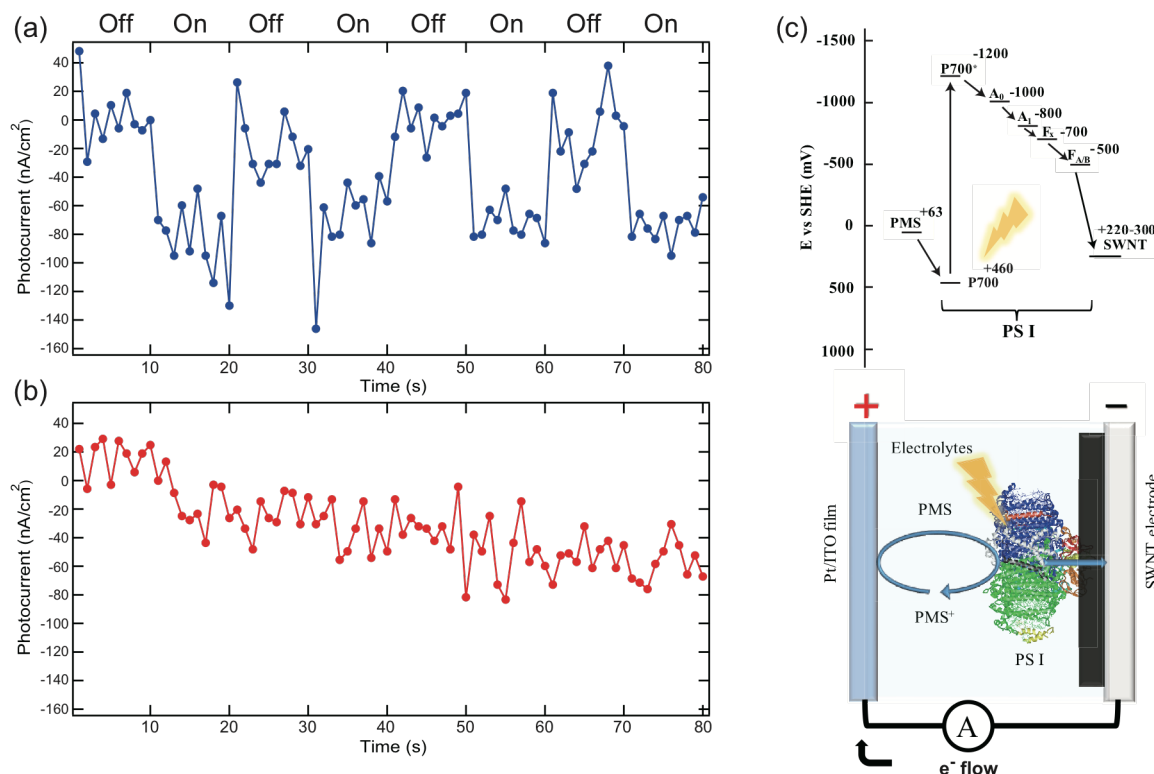 (a)
Off On Off On Off On Off On
Photocurrent (nA/cm²)
40
20
0
-20
-40
-60
-80
-100
-120
-140
-160
10 20 30 40 50 60 70 80
Time (s)
(b)
Photocurrent (nA/cm²)
40
20
0
-20
-40
-60
-80
-100
-120
-140
-160
10 20 30 40 50 60 70 80
Time (s)
(c)
E vs SHE (mV)
-1500
-1000
-500
0
500
1000
-1200
P700*
A₀ -1000
A₁ -800
Fₓ -700
F_A/B -500
PMS +63
+220-300
SWNT
+460
P700
PS I
+
−
Electrolytes
PMS
PMS⁺
PS I
Pt/ITO film
SWNT electrode
A
e⁻ flow